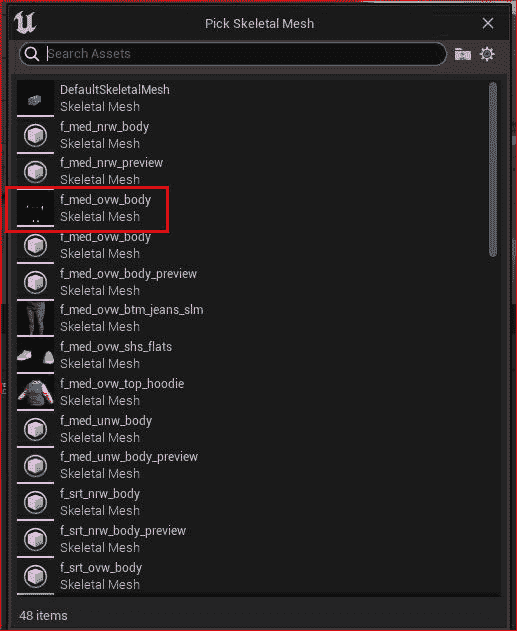 Pick Skeletal Mesh
Search Assets
DefaultSkeletalMesh
Skeletal Mesh
f_med_nrw_body
Skeletal Mesh
f_med_nrw_preview
Skeletal Mesh
f_med_ovw_body
Skeletal Mesh
f_med_ovw_body
Skeletal Mesh
f_med_ovw_body_preview
Skeletal Mesh
f_med_ovw_btm_jeans_slm
Skeletal Mesh
f_med_ovw_shs_flats
Skeletal Mesh
f_med_ovw_top_hoodie
Skeletal Mesh
f_med_unw_body
Skeletal Mesh
f_med_unw_body_preview
Skeletal Mesh
f_srt_nrw_body
Skeletal Mesh
f_srt_nrw_body_preview
Skeletal Mesh
f_srt_ovw_body
Skeletal Mesh
48 items